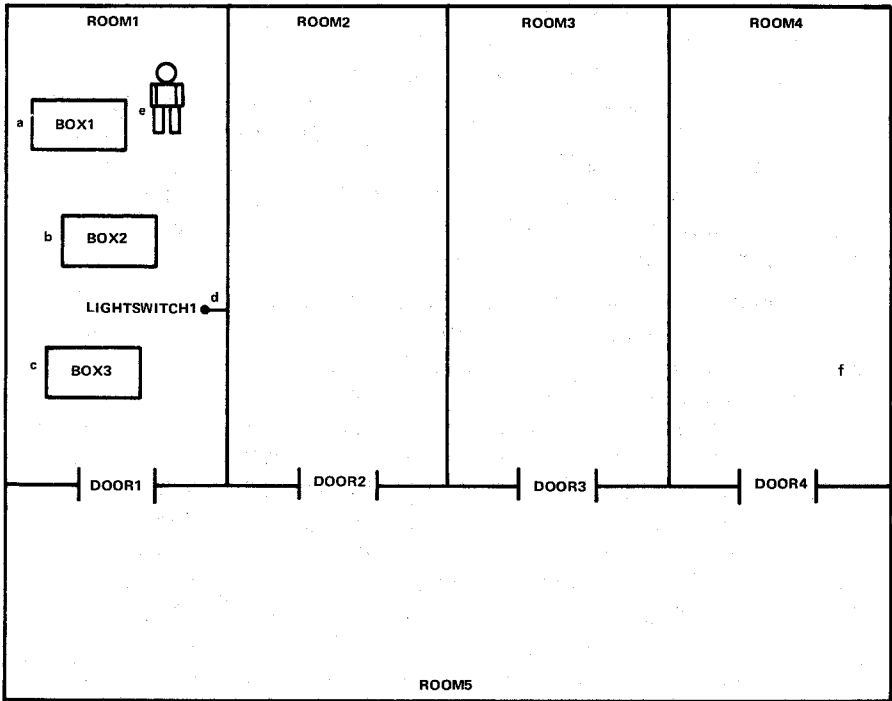 ROOM1 ROOM2 ROOM3 ROOM4
e
a BOX1
b BOX2
d
LIGHTSWITCH1
c BOX3 f
DOOR1 DOOR2 DOOR3 DOOR4
ROOM5